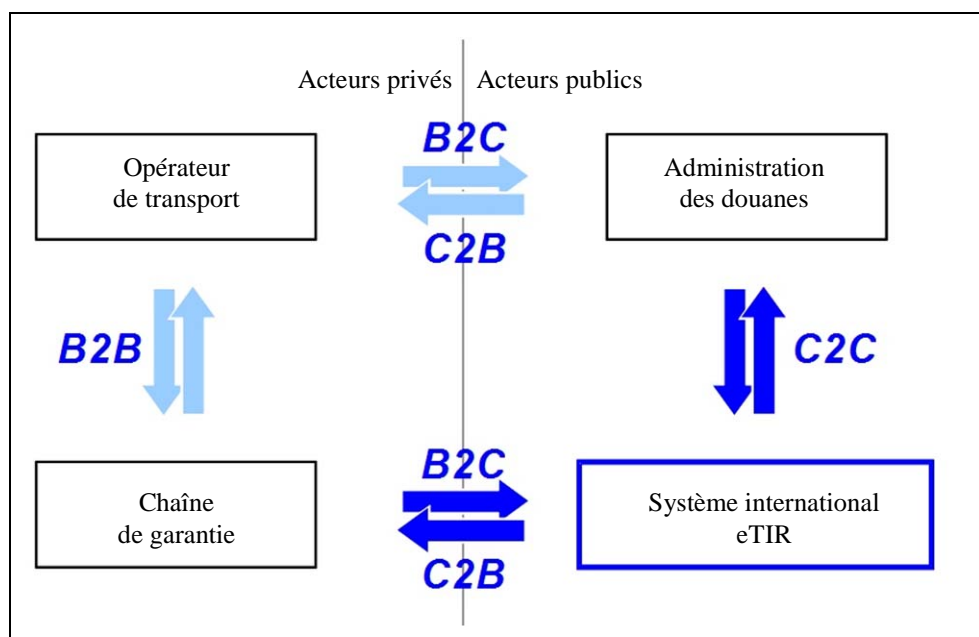 Acteurs privés
Acteurs publics
B2C
Opérateur
de transport
Administration
des douanes
C2B
B2B
C2C
B2C
Chaîne
de garantie
Système international
eTIR
C2B